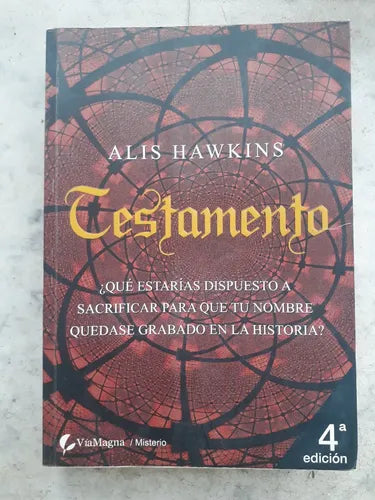 ALIS HAWKINS
Testamento
¿QUÉ ESTARÍAS DISPUESTO A
SACRIFICAR PARA QUE TU NOMBRE
QUEDASE GRABADO EN LA HISTORIA?
VíaMagna / Misterio
4ª
edición